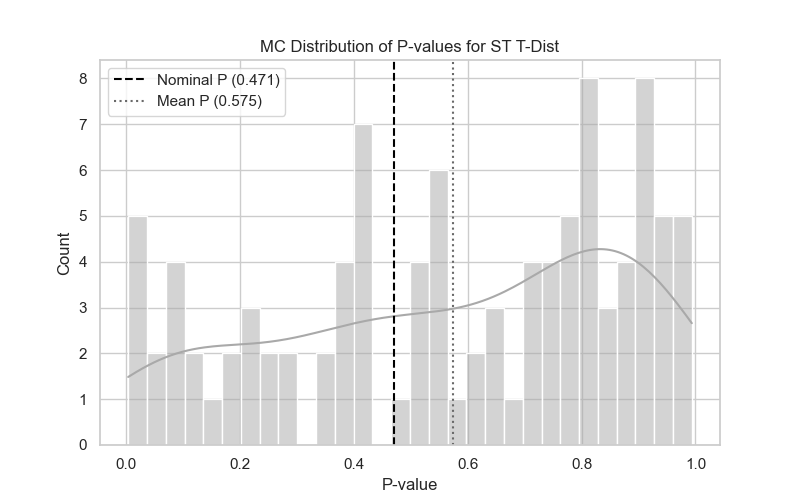 MC Distribution of P-values for ST T-Dist
Nominal P (0.471)
Mean P (0.575)
8
7
6
5
4
3
2
1
0
Count
0.0 0.2 0.4 0.6 0.8 1.0
P-value